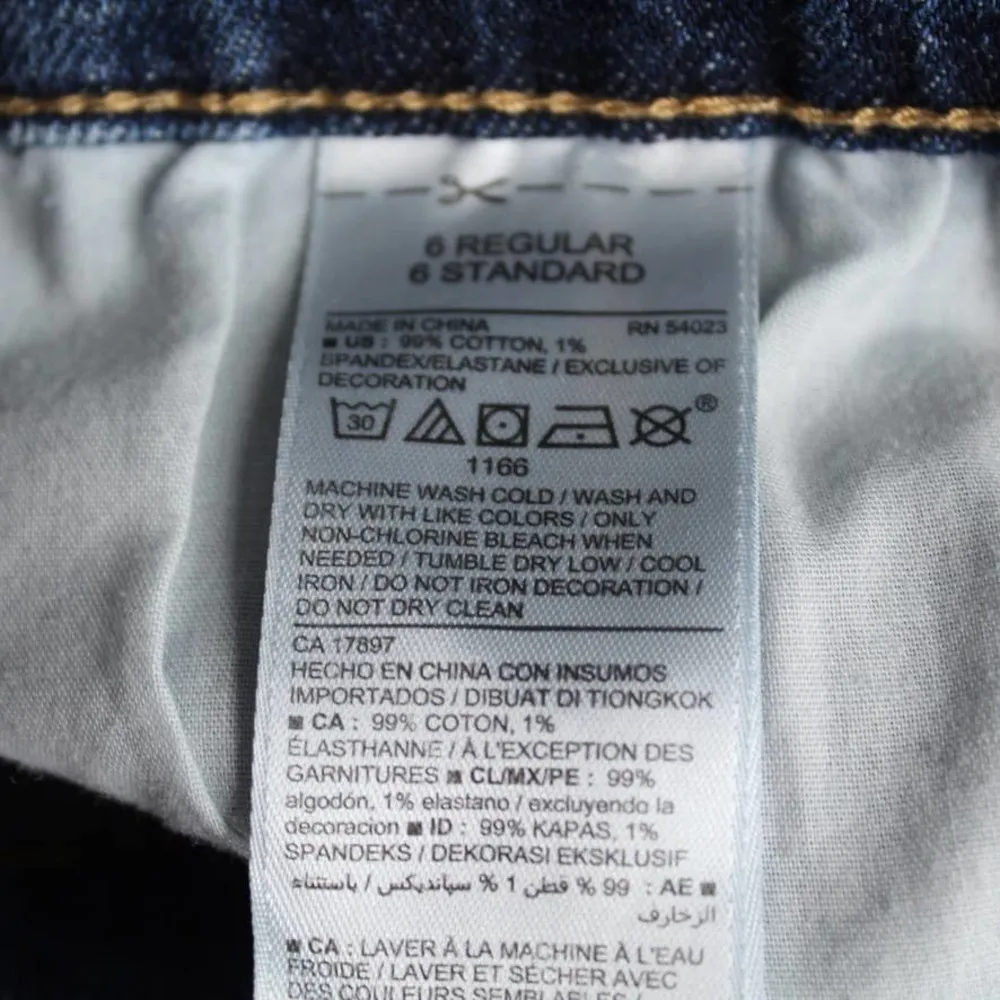 6 REGULAR
6 STANDARD
MADE IN CHINA RN 54023
US : 99% COTTON, 1%
SPANDEX/ELASTANE / EXCLUSIVE OF
DECORATION
30 ®
1166
MACHINE WASH COLD / WASH AND
DRY WITH LIKE COLORS / ONLY
NON-CHLORINE BLEACH WHEN
NEEDED / TUMBLE DRY LOW / COOL
IRON / DO NOT IRON DECORATION /
DO NOT DRY CLEAN
CA 17897
HECHO EN CHINA CON INSUMOS
IMPORTADOS / DIBUAT DI TIONGKOK
CA : 99% COTON, 1%
ÉLASTHANNE / À L'EXCEPTION DES
GARNITURES ■ CL/MX/PE : 99%
algodón, 1% elastano / excluyendo la
decoracion ■ ID : 99% KAPAS, 1%
SPANDEKS / DEKORASI EKSKLUSIF
■ AE : 99 % قطن 1 % سبانديكس / باستثناء
الزخارف
■ CA : LAVER À LA MACHINE À L'EAU
FROIDE / LAVER ET SÉCHER AVEC
DES COULEURS SEMBLABLES /